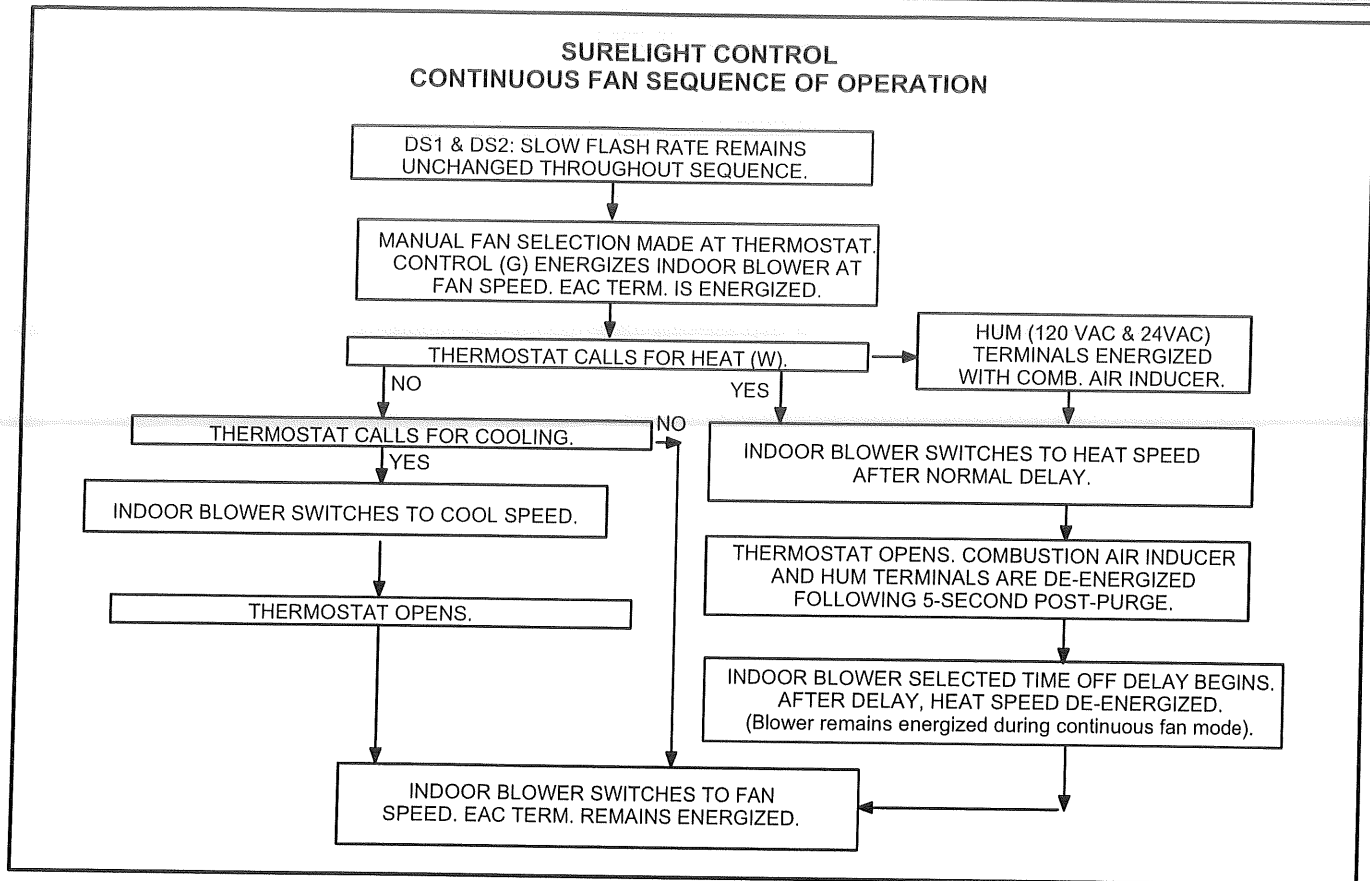 SURELIGHT CONTROL
CONTINUOUS FAN SEQUENCE OF OPERATION
DS1 & DS2: SLOW FLASH RATE REMAINS
UNCHANGED THROUGHOUT SEQUENCE.
MANUAL FAN SELECTION MADE AT THERMOSTAT.
CONTROL (G) ENERGIZES INDOOR BLOWER AT
FAN SPEED. EAC TERM. IS ENERGIZED.
THERMOSTAT CALLS FOR HEAT (W).
HUM (120 VAC & 24VAC)
TERMINALS ENERGIZED
WITH COMB. AIR INDUCER.
NO
YES
THERMOSTAT CALLS FOR COOLING.
NO
YES
INDOOR BLOWER SWITCHES TO HEAT SPEED
AFTER NORMAL DELAY.
INDOOR BLOWER SWITCHES TO COOL SPEED.
THERMOSTAT OPENS. COMBUSTION AIR INDUCER
AND HUM TERMINALS ARE DE-ENERGIZED
FOLLOWING 5-SECOND POST-PURGE.
THERMOSTAT OPENS.
INDOOR BLOWER SELECTED TIME OFF DELAY BEGINS.
AFTER DELAY, HEAT SPEED DE-ENERGIZED.
(Blower remains energized during continuous fan mode).
INDOOR BLOWER SWITCHES TO FAN
SPEED. EAC TERM. REMAINS ENERGIZED.